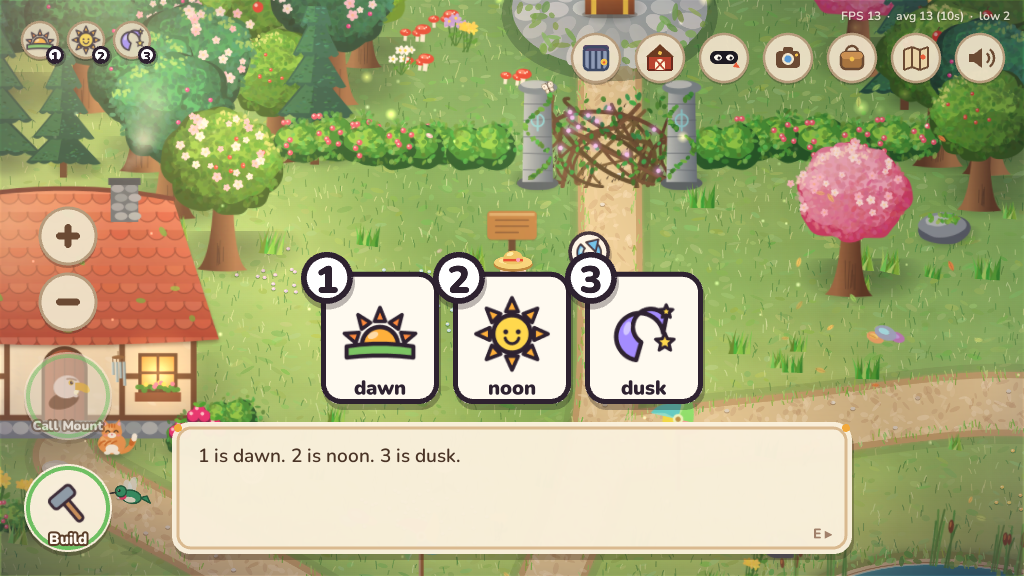 FPS 13 · avg 13 (10s) · low 2
1 2 3
1 2 3
dawn noon dusk
Call Mount
1 is dawn. 2 is noon. 3 is dusk.
E ▸
Build